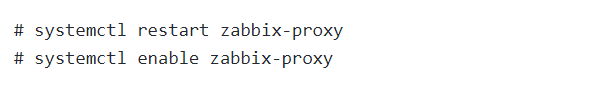 # systemctl restart zabbix-proxy
# systemctl enable zabbix-proxy